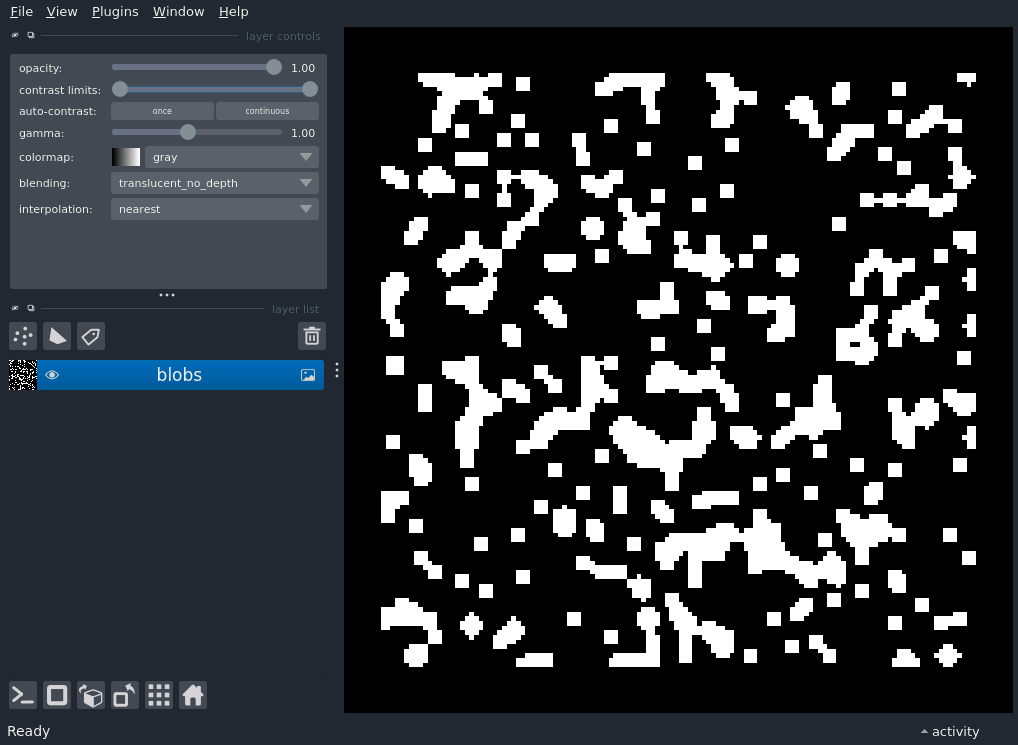 File View Plugins Window Help
layer controls
opacity: 1.00
contrast limits:
auto-contrast: once continuous
gamma: 1.00
colormap: gray
blending: translucent_no_depth
interpolation: nearest
layer list
blobs
Ready activity